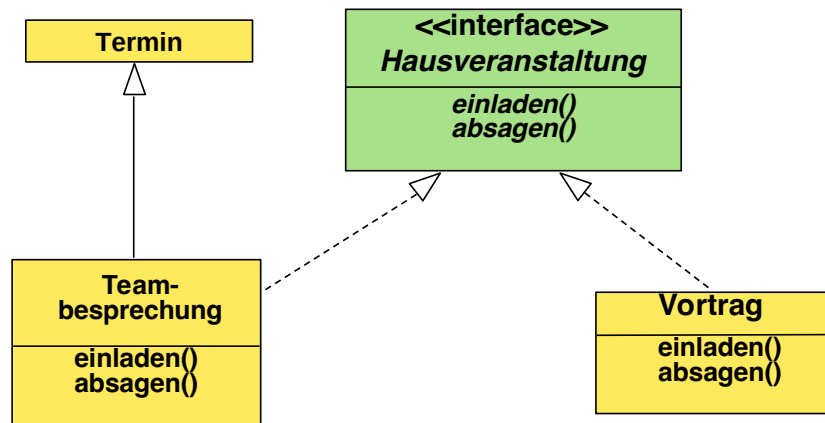 Termin
<<interface>>
Hausveranstaltung
einladen()
absagen()
Team-
besprechung
einladen()
absagen()
Vortrag
einladen()
absagen()